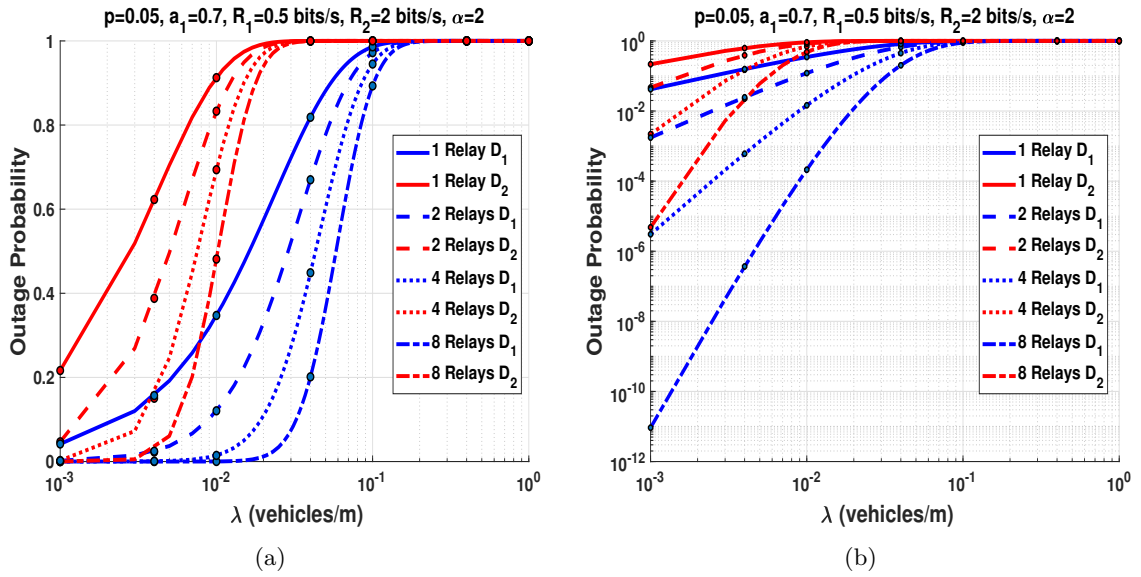 p=0.05, a₁=0.7, R₁=0.5 bits/s, R₂=2 bits/s, α=2
Outage Probability
1
0.8
0.6
0.4
0.2
0
1 Relay D₁
1 Relay D₂
2 Relays D₁
2 Relays D₂
4 Relays D₁
4 Relays D₂
8 Relays D₁
8 Relays D₂
10⁻³ 10⁻² 10⁻¹ 10⁰
λ (vehicles/m)
(a)
p=0.05, a₁=0.7, R₁=0.5 bits/s, R₂=2 bits/s, α=2
Outage Probability
10⁰
10⁻²
10⁻⁴
10⁻⁶
10⁻⁸
10⁻¹⁰
10⁻¹²
1 Relay D₁
1 Relay D₂
2 Relays D₁
2 Relays D₂
4 Relays D₁
4 Relays D₂
8 Relays D₁
8 Relays D₂
10⁻³ 10⁻² 10⁻¹ 10⁰
λ (vehicles/m)
(b)